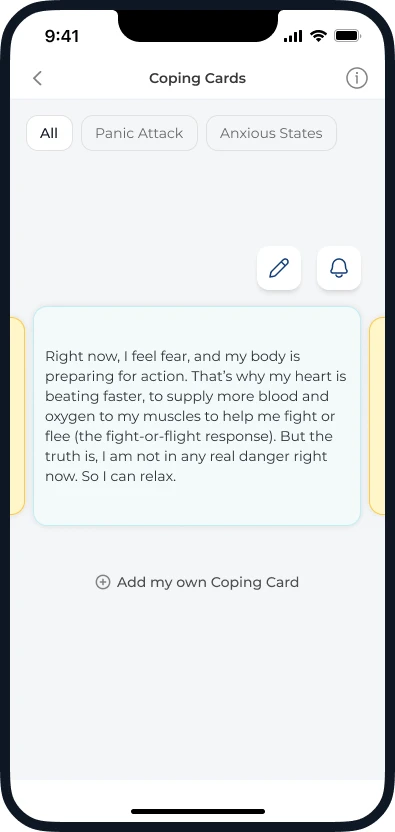 9:41
Coping Cards
All
Panic Attack
Anxious States
Right now, I feel fear, and my body is
preparing for action. That's why my heart is
beating faster, to supply more blood and
oxygen to my muscles to help me fight or
flee (the fight-or-flight response). But the
truth is, I am not in any real danger right
now. So I can relax.
Add my own Coping Card